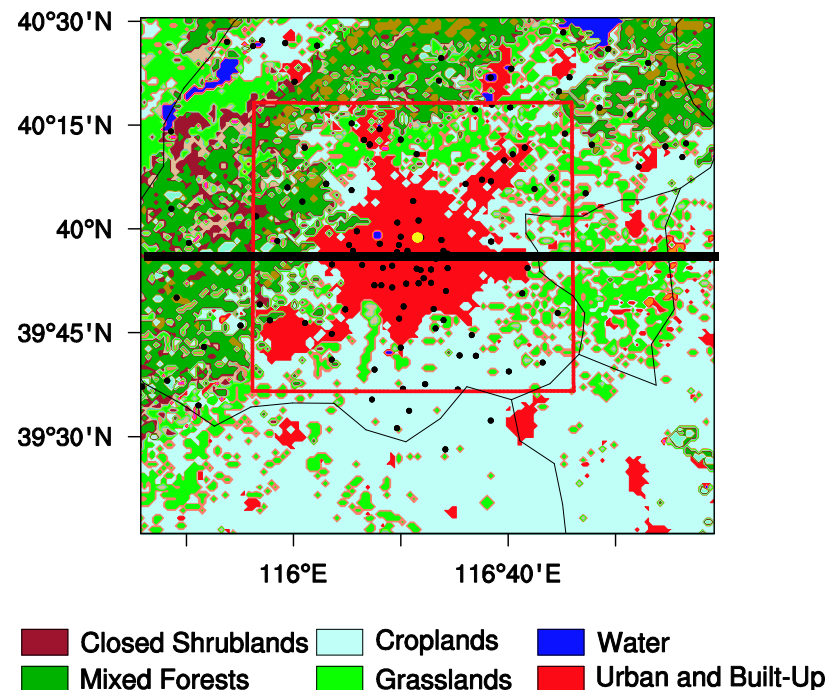 40°30'N
40°15'N
40°N
39°45'N
39°30'N
116°E 116°40'E
Closed Shrublands Croplands Water
Mixed Forests Grasslands Urban and Built-Up